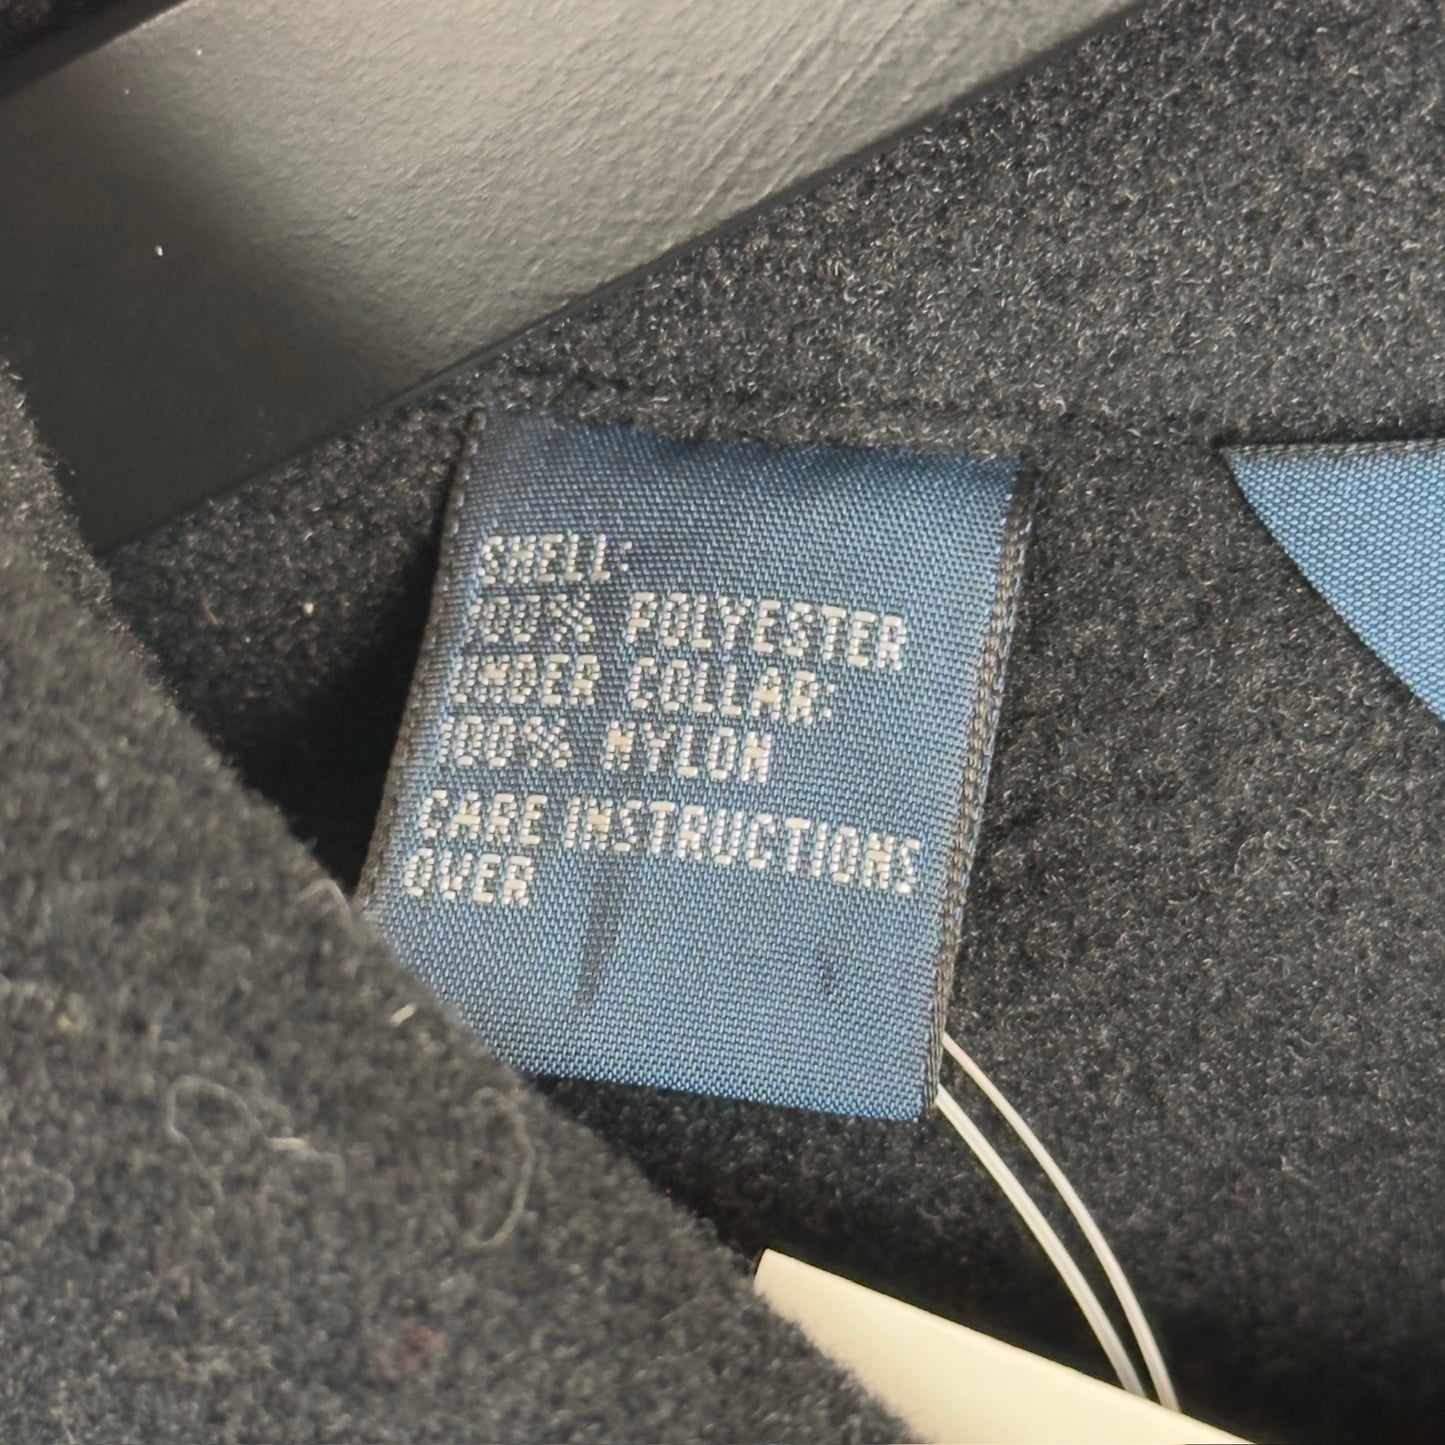 SHELL:
100% POLYESTER
UNDER COLLAR:
100% NYLON
CARE INSTRUCTIONS
OVER